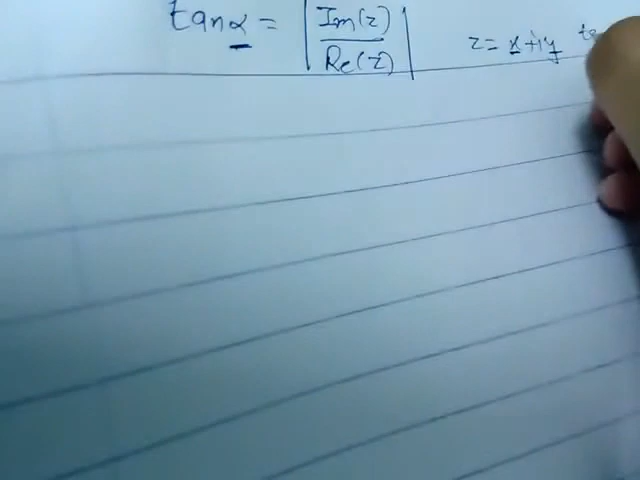 tanα = |Im(z)/Re(z)| z = x+iy